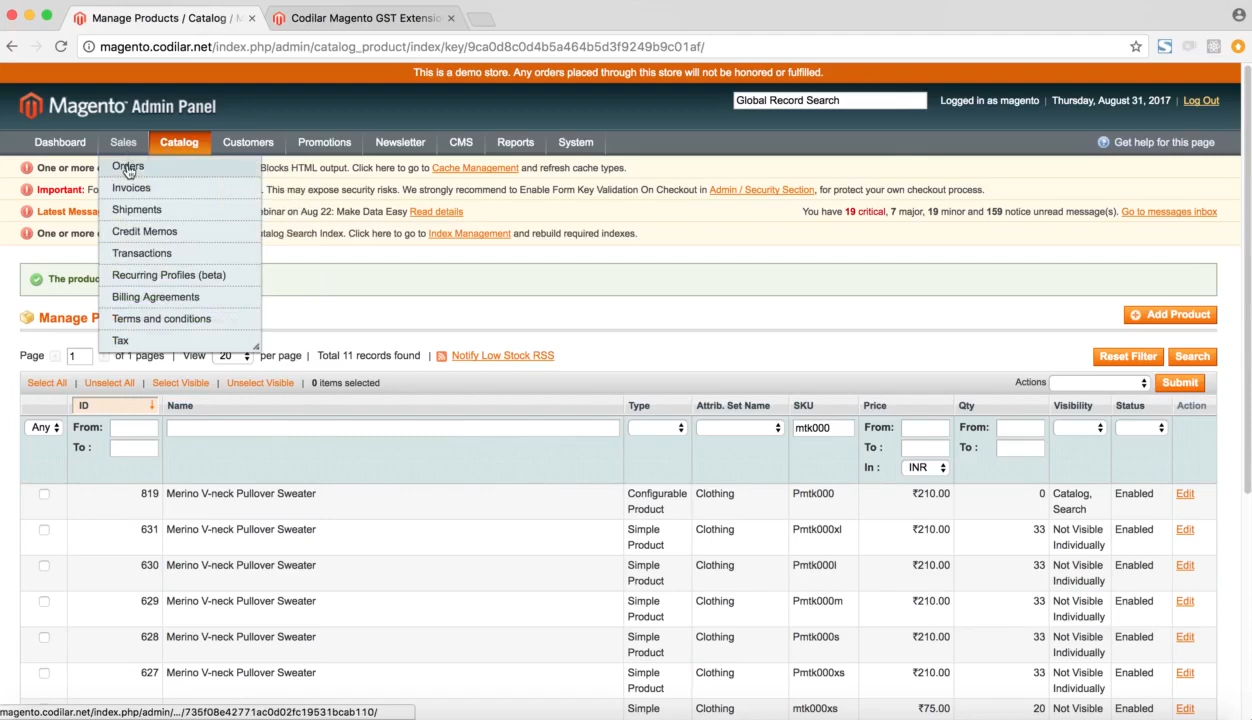 Manage Products / Catalog / M
Codilar Magento GST Extensio
magento.codilar.net/index.php/admin/catalog_product/index/key/9ca0d8c0d4b5a464b5d3f9249b9c01af/
This is a demo store. Any orders placed through this store will not be honored or fulfilled.
Magento Admin Panel
Global Record Search
Logged in as magento | Thursday, August 31, 2017 | Log Out
Dashboard Sales Catalog Customers Promotions Newsletter CMS Reports System
Get help for this page
Orders
Invoices
Shipments
Credit Memos
Transactions
Recurring Profiles (beta)
Billing Agreements
Terms and conditions
Tax
One or more Blocks HTML output. Click here to go to Cache Management and refresh cache types.
Important: Fo This may expose security risks. We strongly recommend to Enable Form Key Validation On Checkout in Admin / Security Section, for protect your own checkout process.
Latest Messa binar on Aug 22: Make Data Easy Read details
You have 19 critical, 7 major, 19 minor and 159 notice unread message(s). Go to messages inbox
One or more atalog Search Index. Click here to go to Index Management and rebuild required indexes.
The produc
Manage P
Add Product
Page 1 of 1 pages | View 20 per page | Total 11 records found | Notify Low Stock RSS
Reset Filter Search
Select All | Unselect All | Select Visible | Unselect Visible | 0 items selected
Actions Submit
ID Name Type Attrib. Set Name SKU Price Qty Visibility Status Action
Any From: mtk000 From: From:
To : To : To :
In : INR
819 Merino V-neck Pullover Sweater Configurable Clothing Pmtk000 ₹210.00 0 Catalog, Enabled Edit
Product Search
631 Merino V-neck Pullover Sweater Simple Clothing Pmtk000xl ₹210.00 33 Not Visible Enabled Edit
Product Individually
630 Merino V-neck Pullover Sweater Simple Clothing Pmtk000l ₹210.00 33 Not Visible Enabled Edit
Product Individually
629 Merino V-neck Pullover Sweater Simple Clothing Pmtk000m ₹210.00 33 Not Visible Enabled Edit
Product Individually
628 Merino V-neck Pullover Sweater Simple Clothing Pmtk000s ₹210.00 33 Not Visible Enabled Edit
Product Individually
627 Merino V-neck Pullover Sweater Simple Clothing Pmtk000xs ₹210.00 33 Not Visible Enabled Edit
Product Individually
Simple mtk000xs ₹75.00 20 Not Visible Enabled Edit
magento.codilar.net/index.php/admin/.../735f08e42771ac0d02fc19531bcab110/